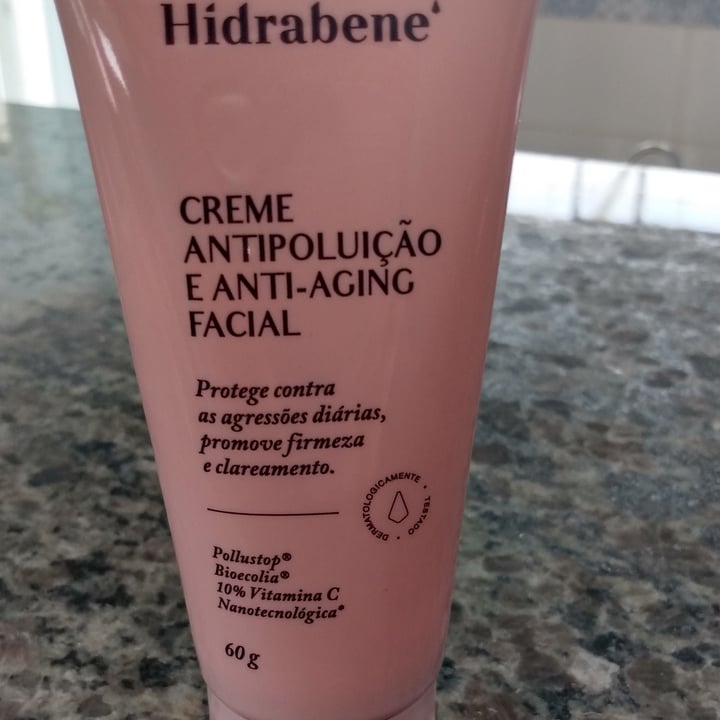 Hidrabene
CREME
ANTIPOLUIÇÃO
E ANTI-AGING
FACIAL
Protege contra
as agressões diárias,
promove firmeza
e clareamento.
DERMATOLOGICAMENTE • TESTADO •
Pollustop®
Bioecolia®
10% Vitamina C
Nanotecnológica*
60 g